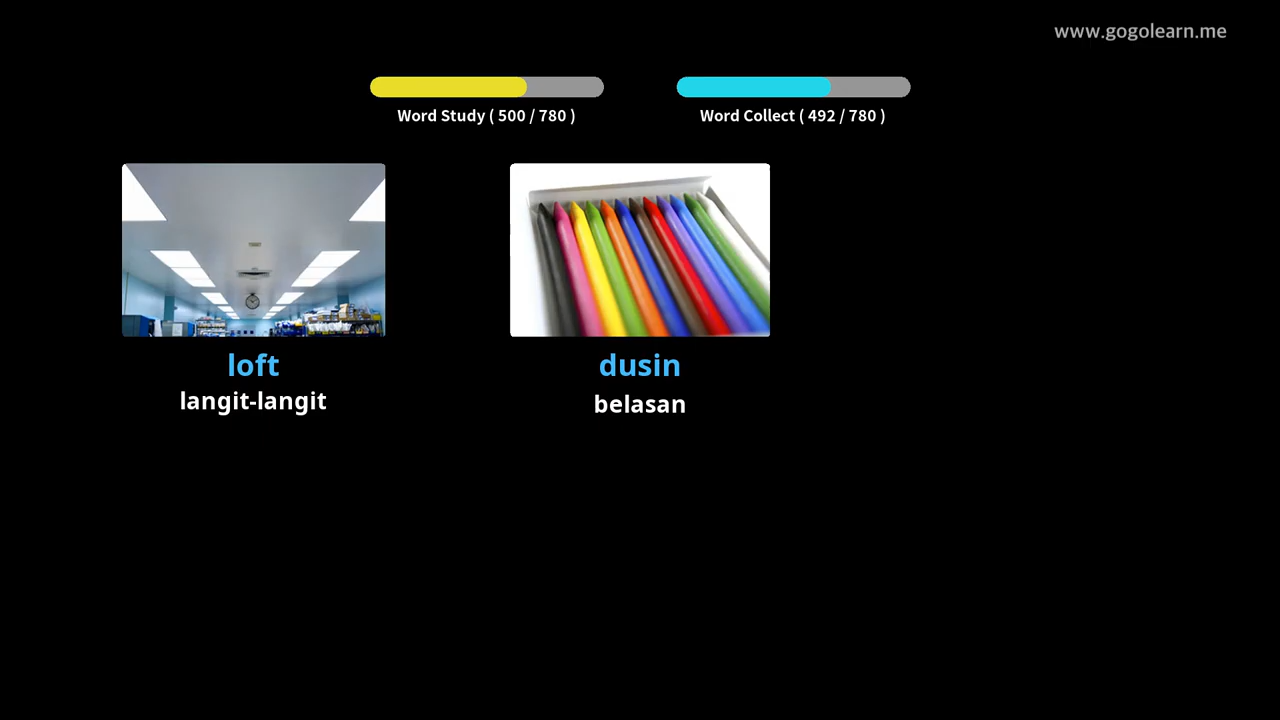 www.gogolearn.me
Word Study ( 500 / 780 )
Word Collect ( 492 / 780 )
loft
langit-langit
dusin
belasan